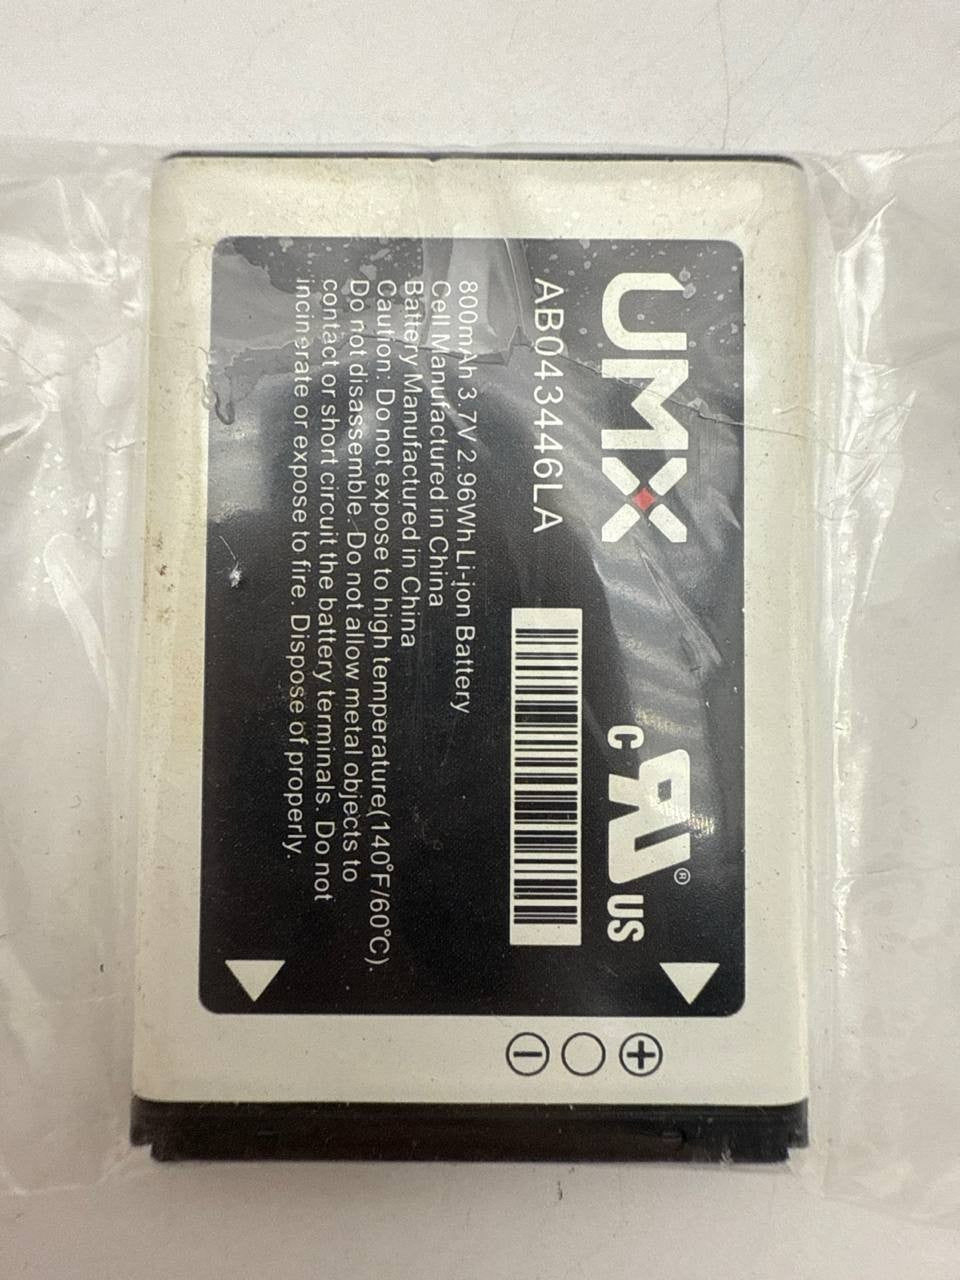 UMX
AB043446LA
800mAh 3.7V 2.96Wh Li-ion Battery
Cell Manufactured in China
Battery Manufactured in China
Caution: Do not expose to high temperature(140°F/60°C).
Do not disassemble. Do not allow metal objects to
contact or short circuit the battery terminals. Do not
incinerate or expose to fire. Dispose of properly.
C RU ® US
+
−